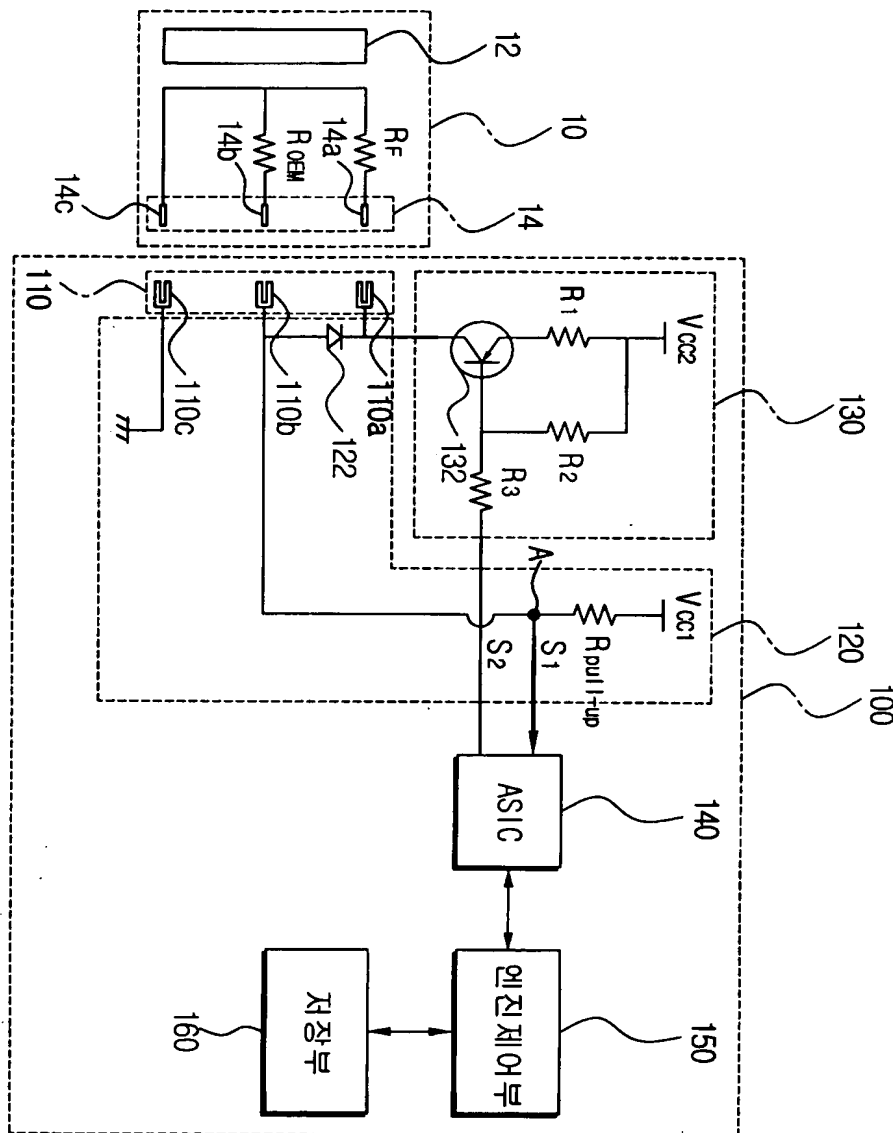 130
120
100
VCC2
VCC1
140
150
10
R1
R2
Rpull-up
12
14
A
S1
R3
S2
ASIC
엔진제어부
132
RF
14a
110a
122
ROEM
14b
110b
저장부
14c
110
110c
160